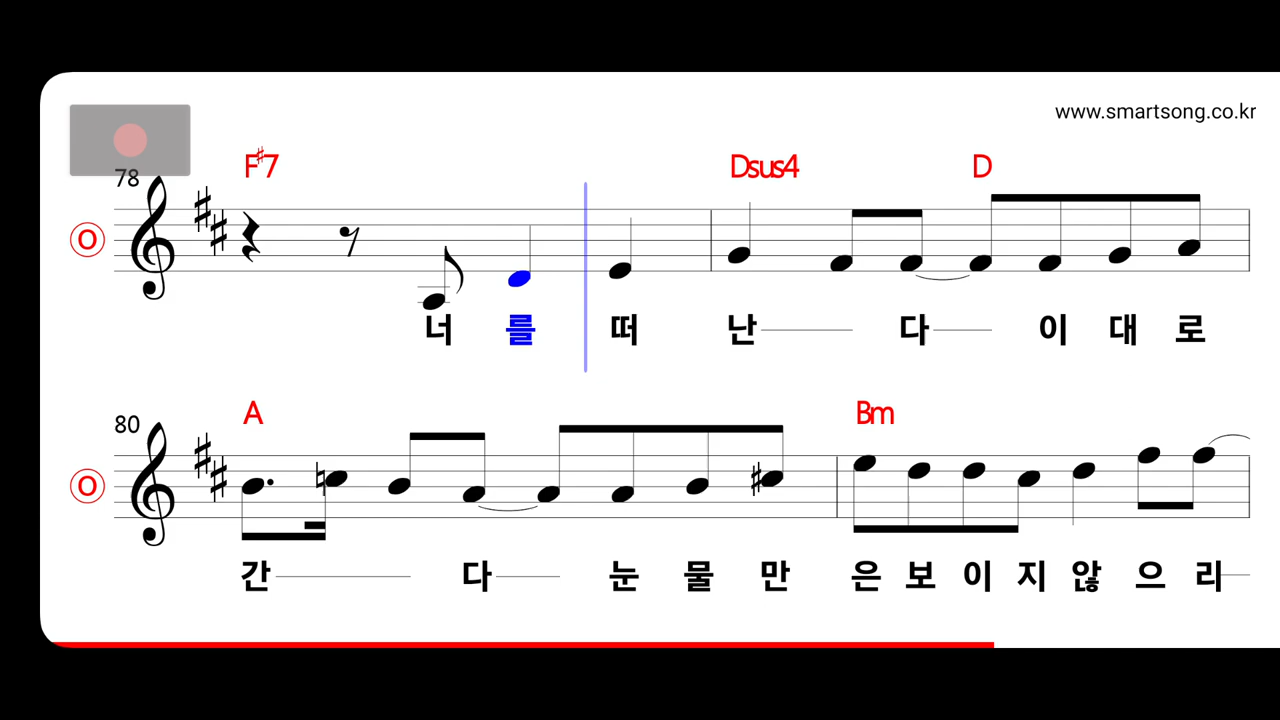 www.smartsong.co.kr
F♯7 Dsus4 D
78
O
너 를 떠 난 다 이 대 로
A Bm
80
O
간 다 눈 물 만 은 보 이 지 않 으 리